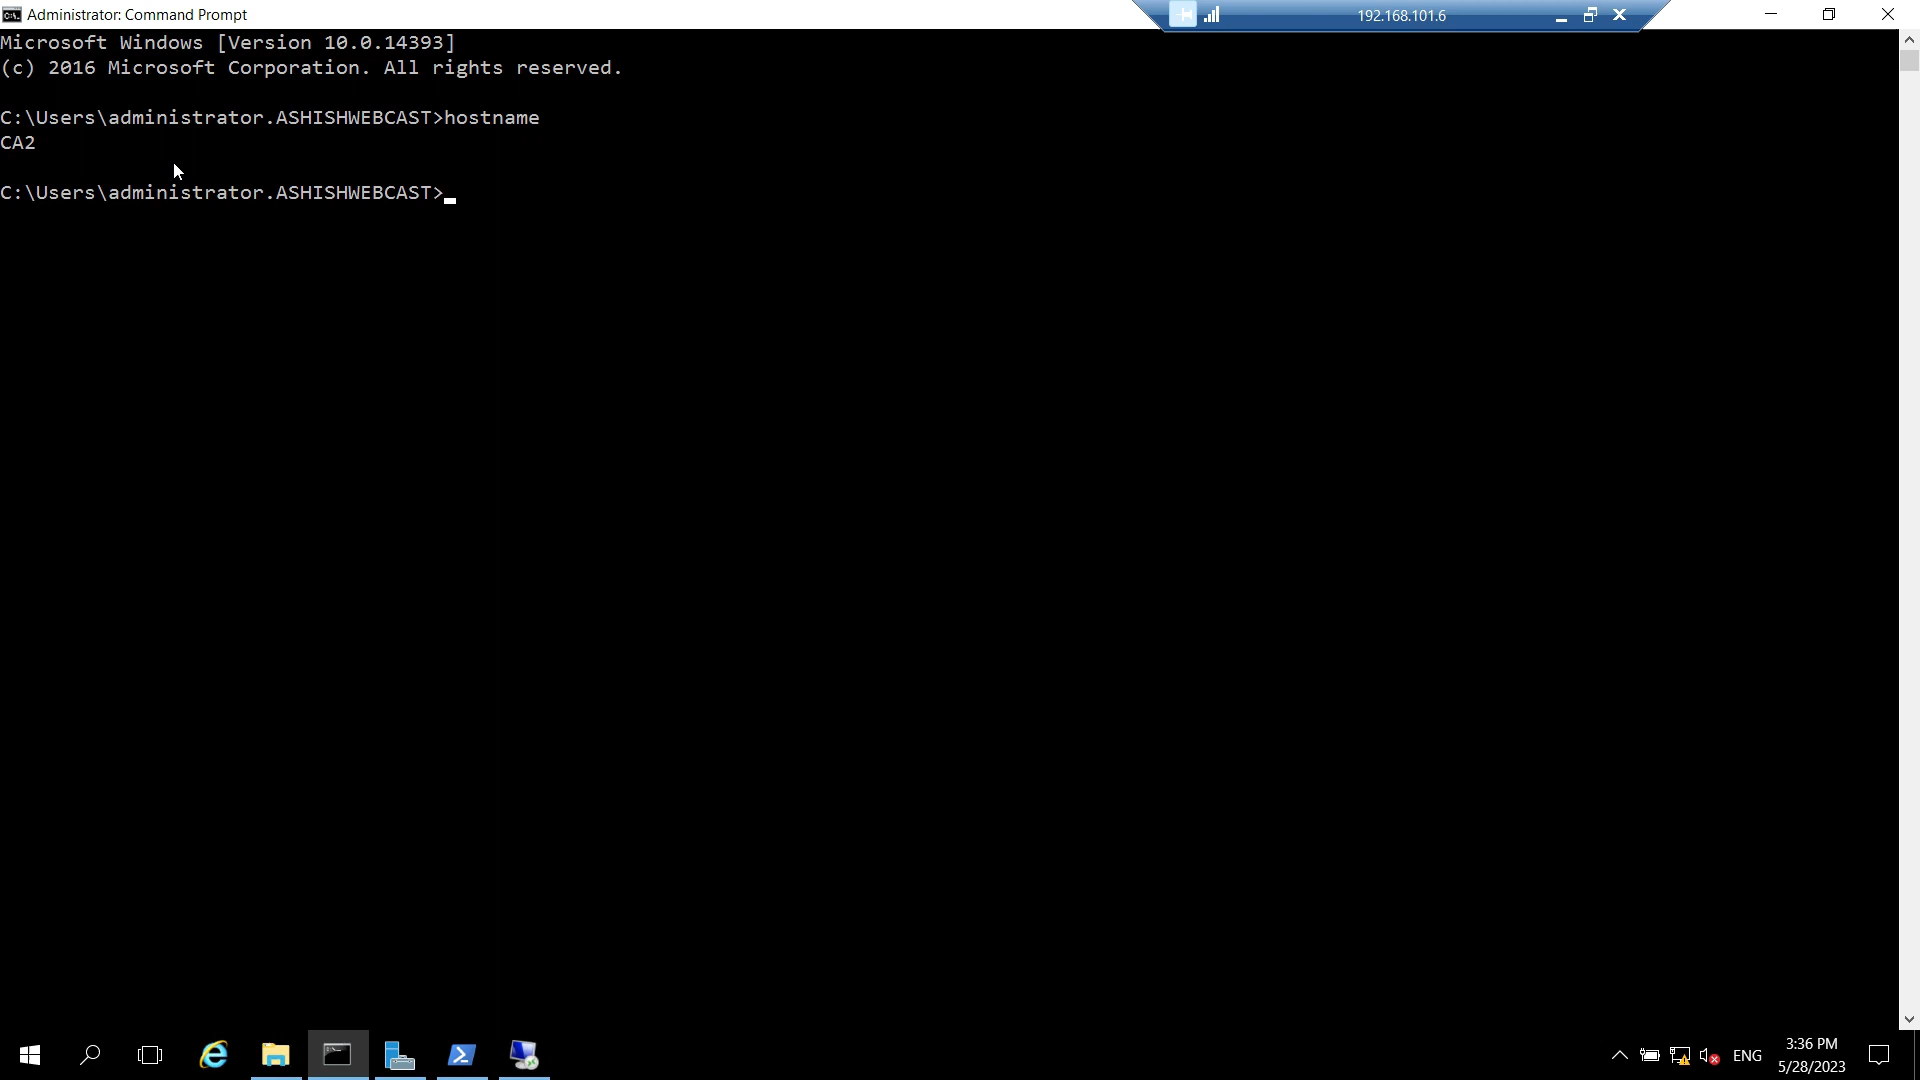 Administrator: Command Prompt
192.168.101.6
Microsoft Windows [Version 10.0.14393]
(c) 2016 Microsoft Corporation. All rights reserved.
C:\Users\administrator.ASHISHWEBCAST>hostname
CA2
C:\Users\administrator.ASHISHWEBCAST>
ENG
3:36 PM
5/28/2023